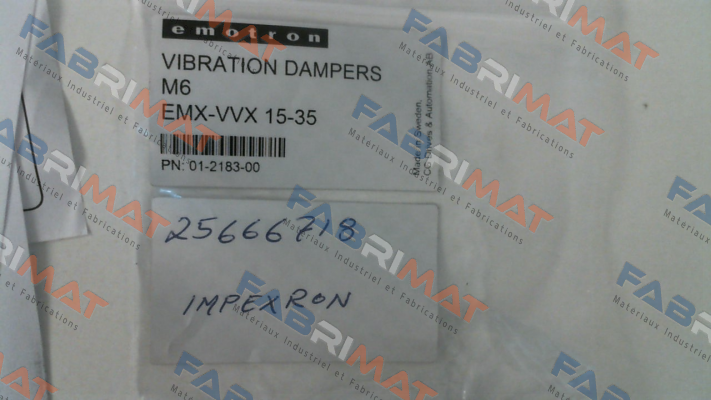 emotron
VIBRATION DAMPERS
M6
EMX-VVX 15-35
PN: 01-2183-00
Made in Sweden,
CG Drives & Automation AB
25666718
IMPEXRON
FABRIMAT
Materiaux Industriel et Fabrications